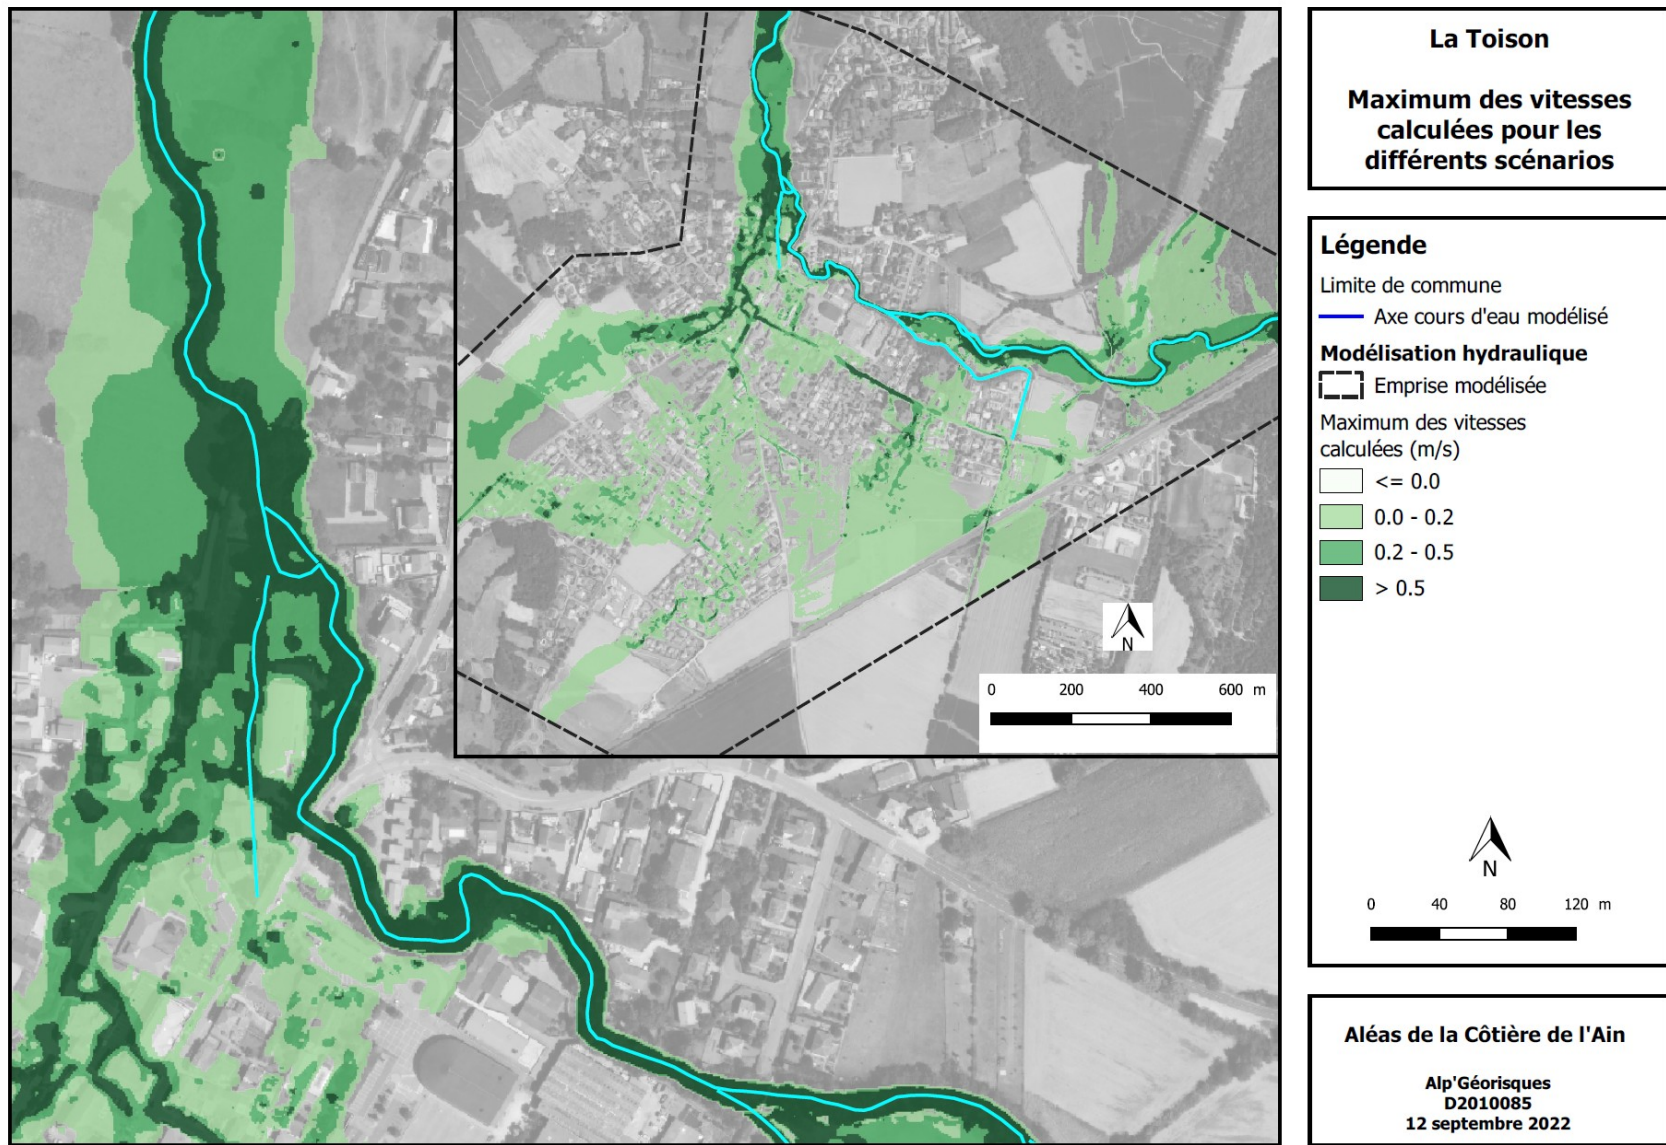 La Toison
Maximum des vitesses
calculées pour les
différents scénarios
Légende
Limite de commune
Axe cours d'eau modélisé
Modélisation hydraulique
Emprise modélisée
Maximum des vitesses
calculées (m/s)
<= 0.0
0.0 - 0.2
0.2 - 0.5
> 0.5
N
0 200 400 600 m
N
0 40 80 120 m
Aléas de la Côtière de l'Ain
Alp'Géorisques
D2010085
12 septembre 2022